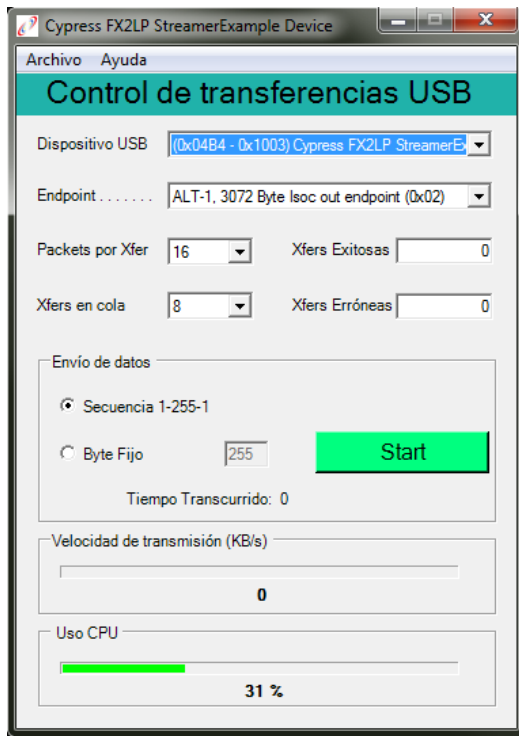 Cypress FX2LP StreamerExample Device
Archivo Ayuda
Control de transferencias USB
Dispositivo USB (0x04B4 - 0x1003) Cypress FX2LP StreamerE
Endpoint . . . . . . . ALT-1, 3072 Byte Isoc out endpoint (0x02)
Packets por Xfer 16 Xfers Exitosas 0
Xfers en cola 8 Xfers Erróneas 0
Envío de datos
Secuencia 1-255-1
Byte Fijo 255 Start
Tiempo Transcurrido: 0
Velocidad de transmisión (KB/s)
0
Uso CPU
31 %